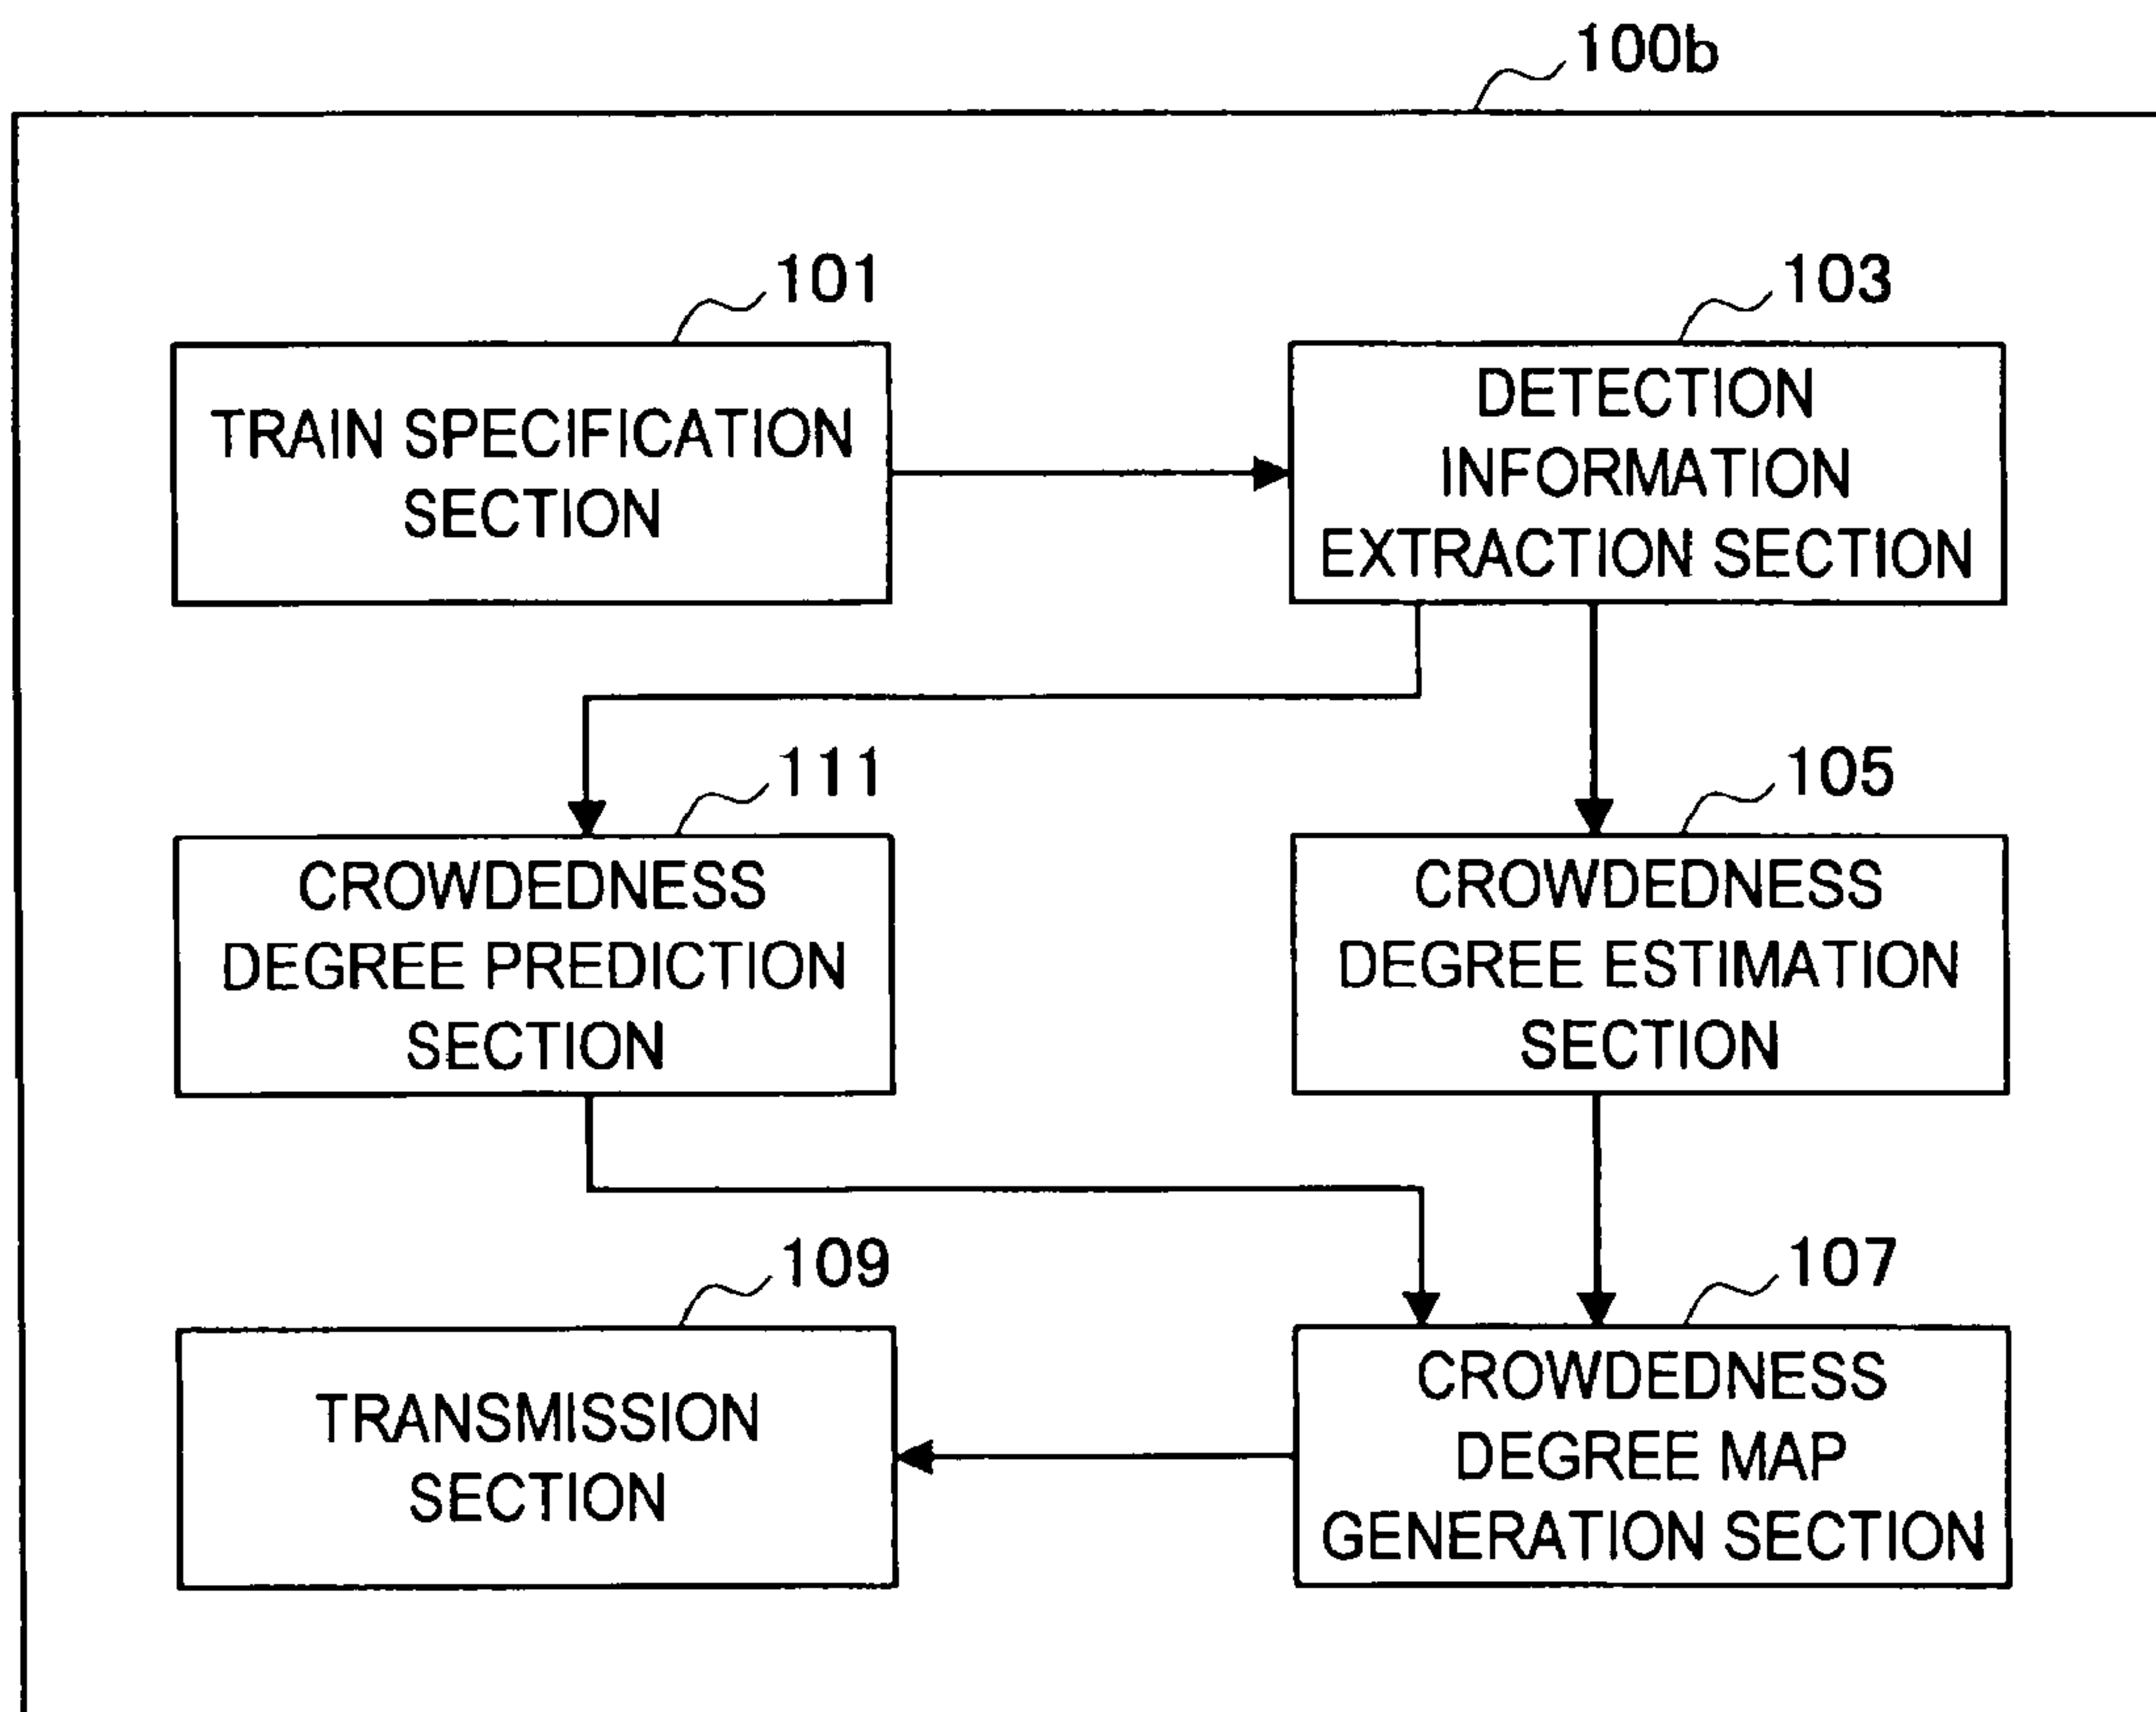 100b
101
TRAIN SPECIFICATION
SECTION
103
DETECTION
INFORMATION
EXTRACTION SECTION
111
CROWDEDNESS
DEGREE PREDICTION
SECTION
105
CROWDEDNESS
DEGREE ESTIMATION
SECTION
109
TRANSMISSION
SECTION
107
CROWDEDNESS
DEGREE MAP
GENERATION SECTION